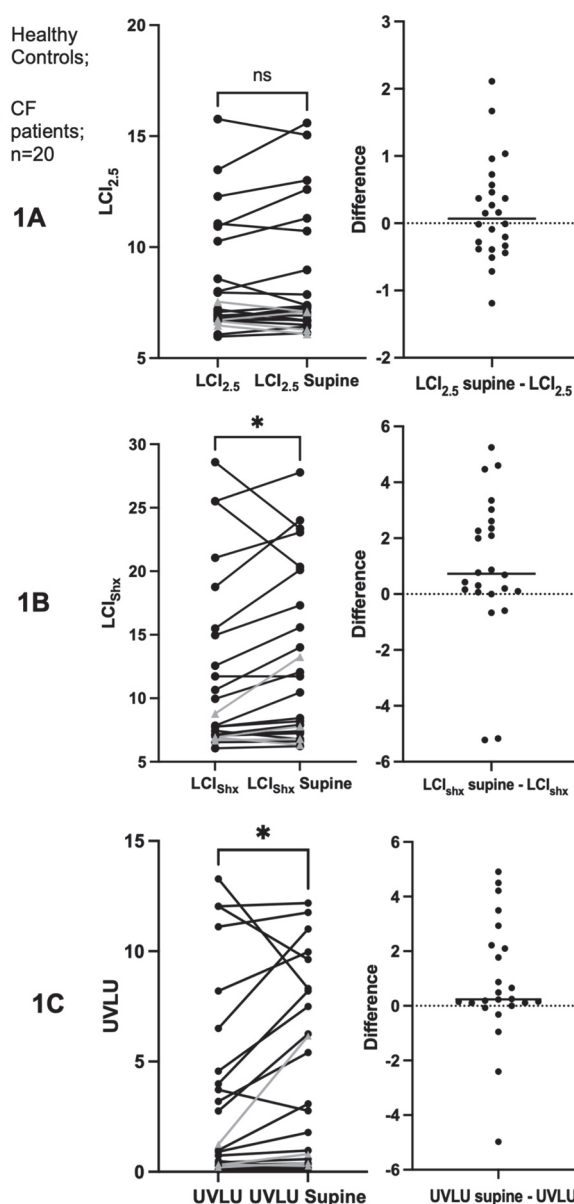 Healthy
Controls;
CF
patients;
n=20
1A
LCI2.5
20
15
10
5
ns
LCI2.5
LCI2.5 Supine
Difference
3
2
1
0
-1
-2
LCI2.5 supine - LCI2.5
1B
LCIShx
30
25
20
15
10
5
*
LCIShx
LCIShx Supine
Difference
6
4
2
0
-2
-4
-6
LCIshx supine - LCIshx
1C
UVLU
15
10
5
0
*
UVLU
UVLU Supine
Difference
6
4
2
0
-2
-4
-6
UVLU supine - UVLU